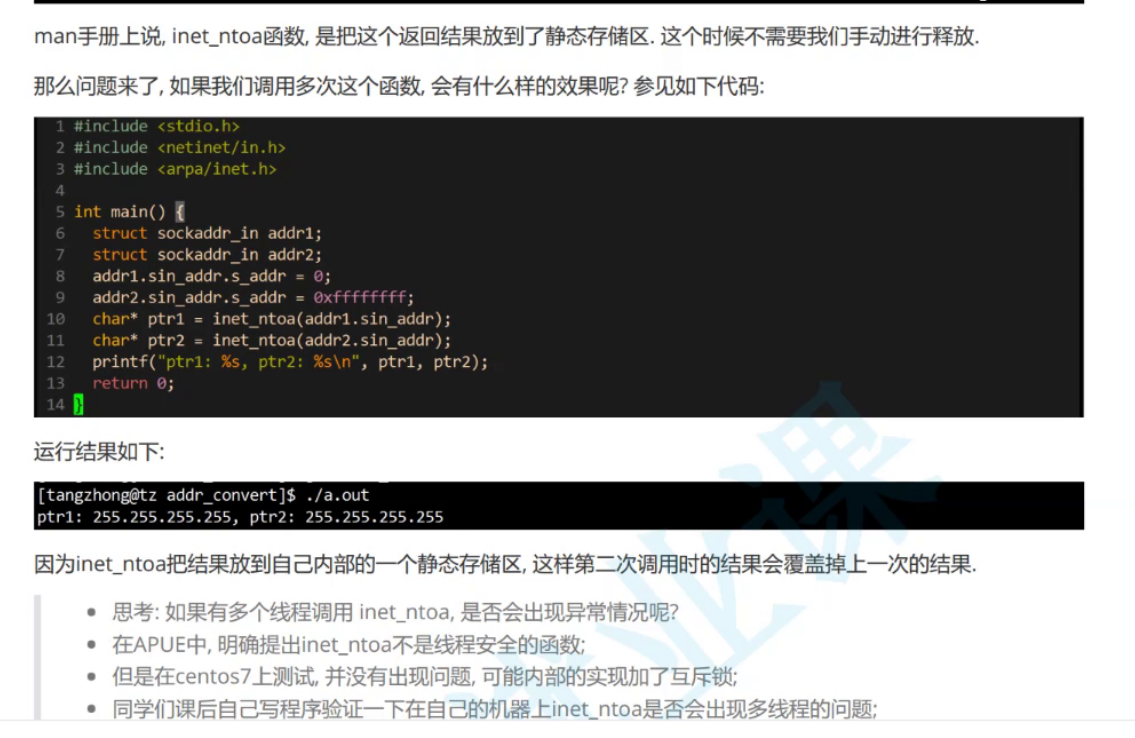 man手册上说, inet_ntoa函数, 是把这个返回结果放到了静态存储区. 这个时候不需要我们手动进行释放.
那么问题来了, 如果我们调用多次这个函数, 会有什么样的效果呢? 参见如下代码:
1 #include <stdio.h>
2 #include <netinet/in.h>
3 #include <arpa/inet.h>
4
5 int main() {
6 struct sockaddr_in addr1;
7 struct sockaddr_in addr2;
8 addr1.sin_addr.s_addr = 0;
9 addr2.sin_addr.s_addr = 0xffffffff;
10 char* ptr1 = inet_ntoa(addr1.sin_addr);
11 char* ptr2 = inet_ntoa(addr2.sin_addr);
12 printf("ptr1: %s, ptr2: %s\n", ptr1, ptr2);
13 return 0;
14 }
运行结果如下:
[tangzhong@tz addr_convert]$ ./a.out
ptr1: 255.255.255.255, ptr2: 255.255.255.255
因为inet_ntoa把结果放到自己内部的一个静态存储区, 这样第二次调用时的结果会覆盖掉上一次的结果.
思考: 如果有多个线程调用 inet_ntoa, 是否会出现异常情况呢?
在APUE中, 明确提出inet_ntoa不是线程安全的函数;
但是在centos7上测试, 并没有出现问题, 可能内部的实现加了互斥锁;
同学们课后自己写程序验证一下在自己的机器上inet_ntoa是否会出现多线程的问题;